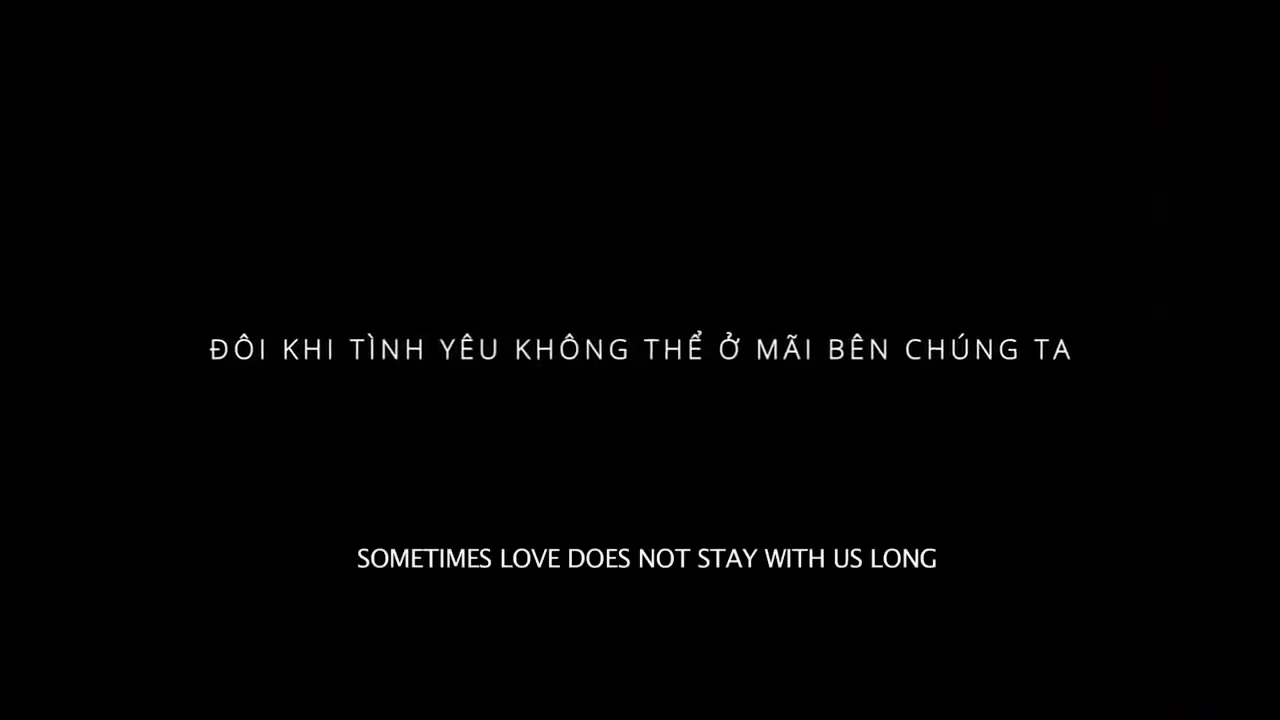 ĐÔI KHI TÌNH YÊU KHÔNG THỂ Ở MÃI BÊN CHÚNG TA
SOMETIMES LOVE DOES NOT STAY WITH US LONG